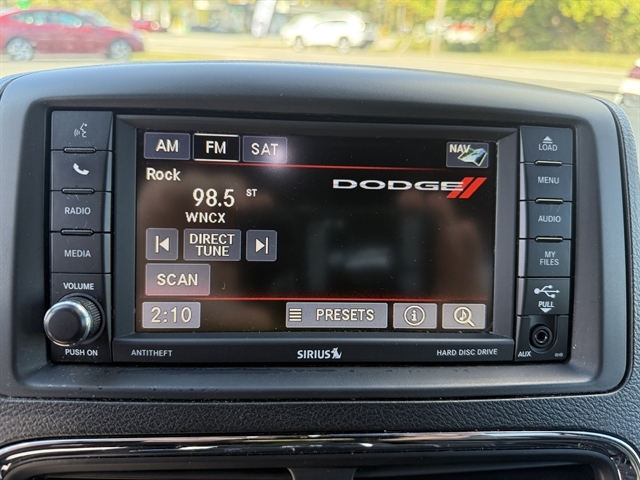 AM FM SAT NAV
Rock
98.5 ST
WNCX
DODGE
DIRECT
TUNE
SCAN
2:10 PRESETS
RADIO
MEDIA
VOLUME
PUSH ON
LOAD
MENU
AUDIO
MY
FILES
PULL
AUX
ANTITHEFT SIRIUS HARD DISC DRIVE